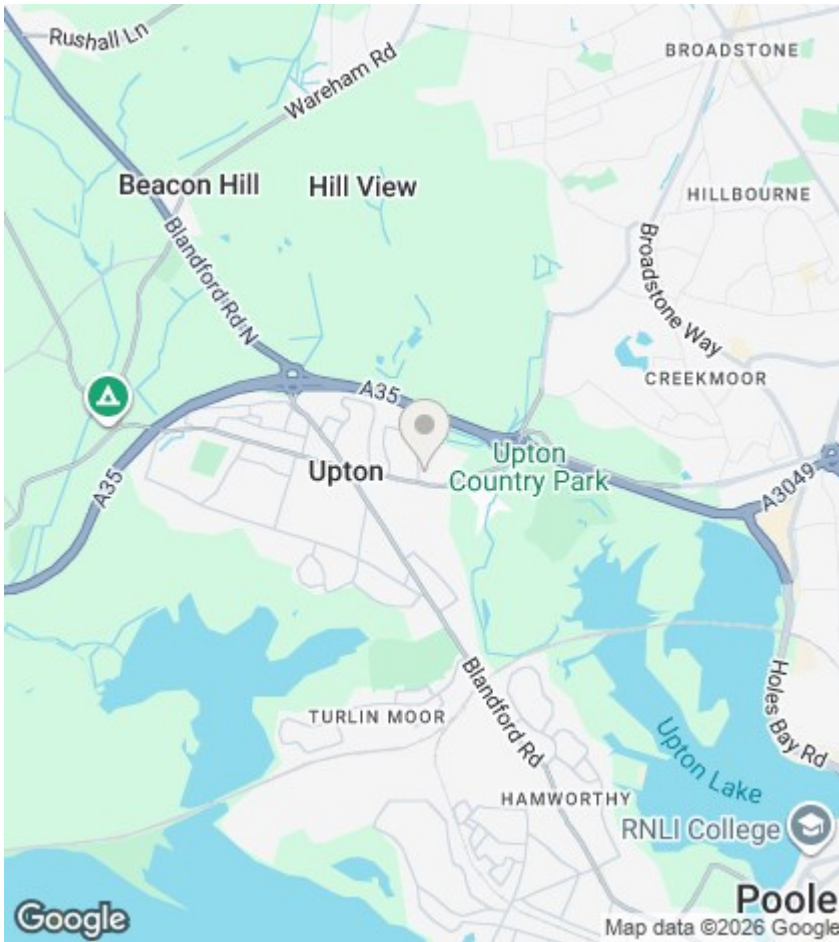 Rushall Ln
Wareham Rd
BROADSTONE
Beacon Hill
Hill View
HILLBOURNE
Blandford Rd N
Broadstone Way
A35
CREEKMOOR
Upton
Upton
Country Park
A35
A3049
Blandford Rd
Holes Bay Rd
TURLIN MOOR
Upton Lake
HAMWORTHY
RNLI College
Poole
Google
Map data ©2026 Google